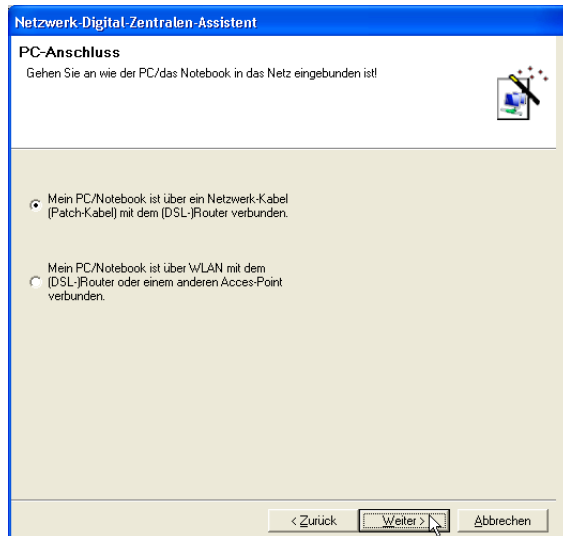 Netzwerk-Digital-Zentralen-Assistent
PC-Anschluss
Gehen Sie an wie der PC/das Notebook in das Netz eingebunden ist!
Mein PC/Notebook ist über ein Netzwerk-Kabel
(Patch-Kabel) mit dem (DSL-)Router verbunden.
Mein PC/Notebook ist über WLAN mit dem
(DSL-)Router oder einem anderen Acces-Point
verbunden.
< Zurück Weiter > Abbrechen